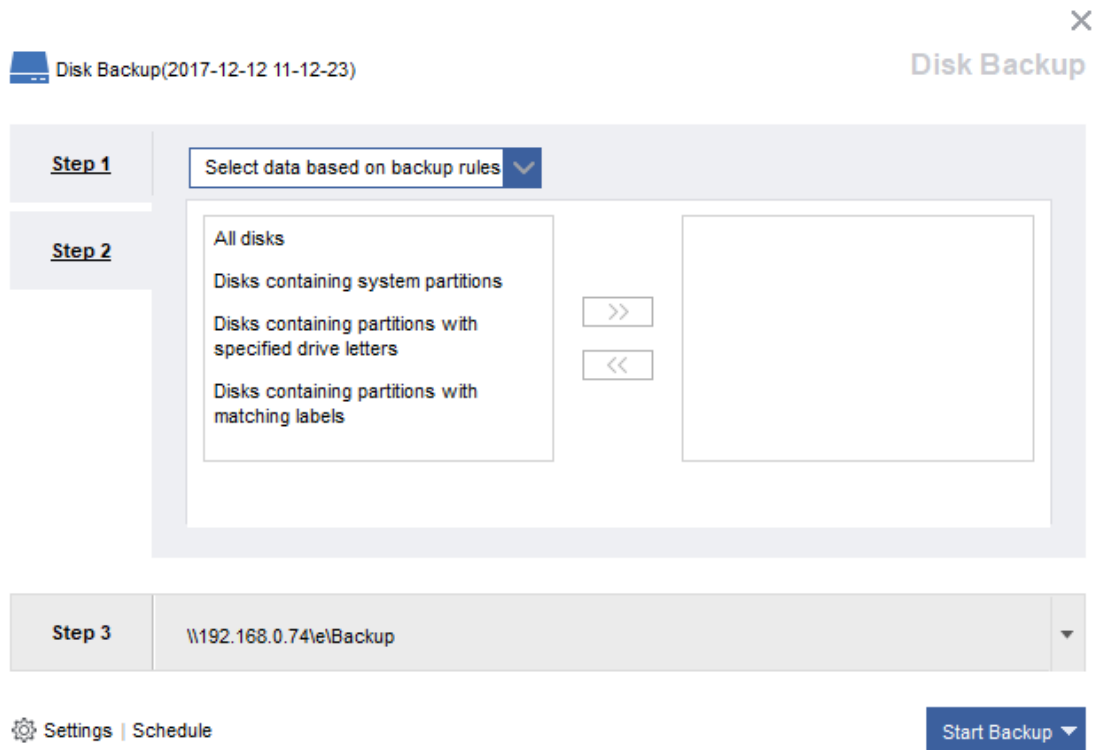 Disk Backup(2017-12-12 11-12-23)
Disk Backup
Step 1
Select data based on backup rules
Step 2
All disks
Disks containing system partitions
Disks containing partitions with
specified drive letters
Disks containing partitions with
matching labels
>>
<<
Step 3
\\192.168.0.74\e\Backup
Settings | Schedule
Start Backup